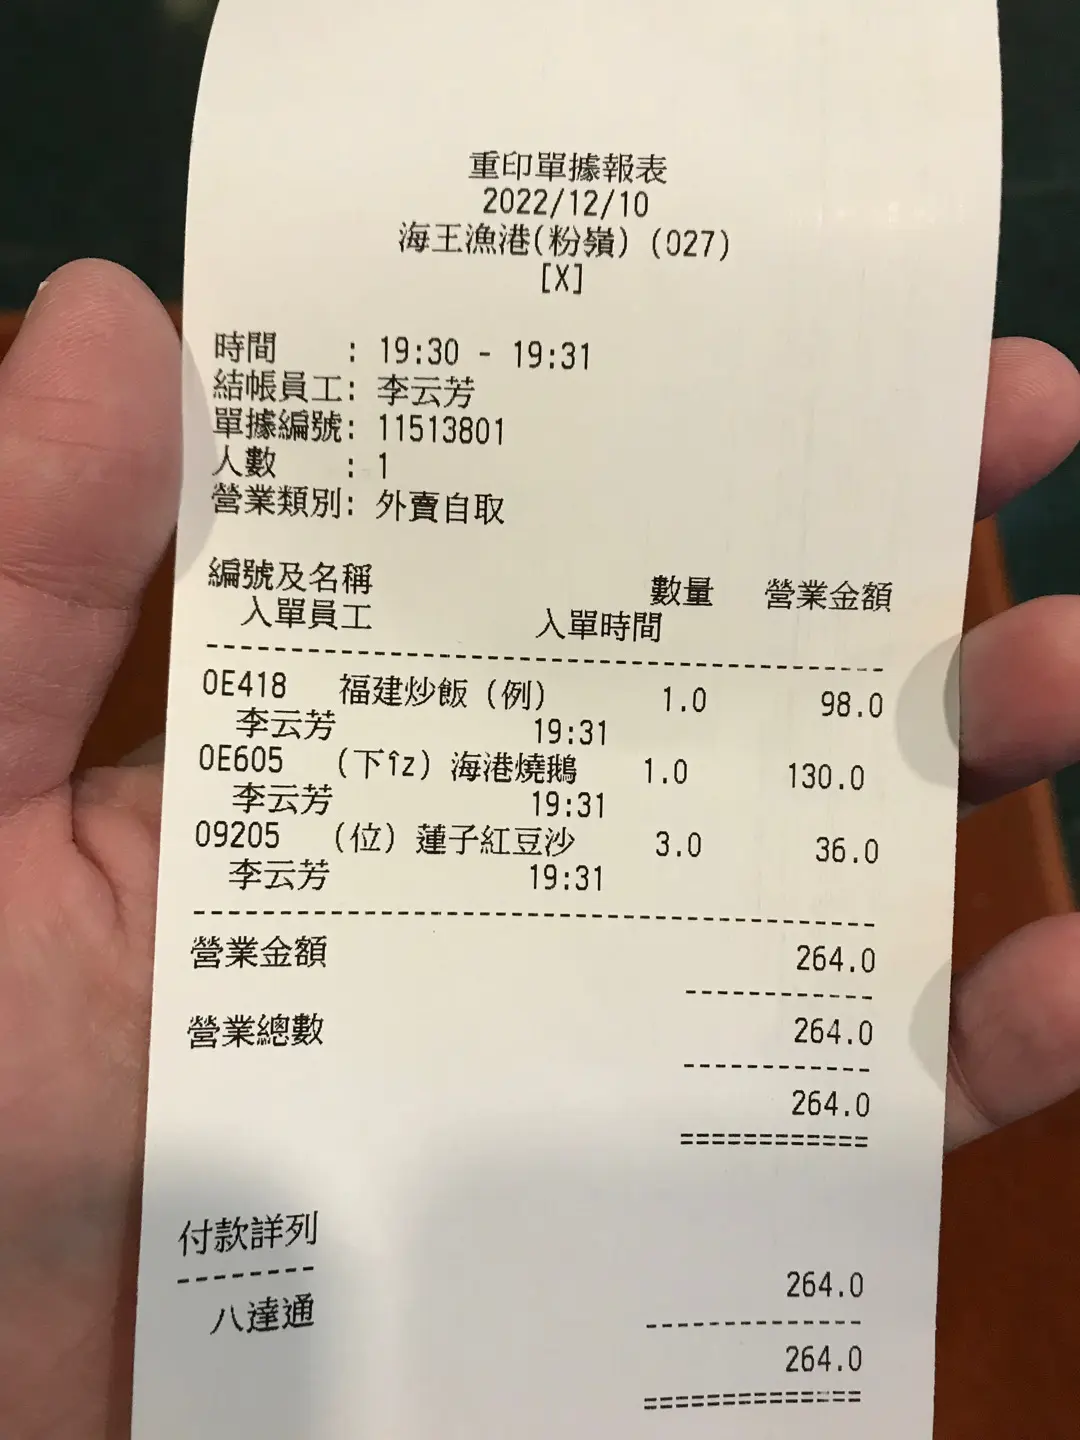 重印單據報表
2022/12/10
海王漁港(粉嶺) (027)
[X]
時間 : 19:30 - 19:31
結帳員工: 李云芳
單據編號: 11513801
人數 : 1
營業類別: 外賣自取
編號及名稱 數量 營業金額
入單員工 入單時間
--------------------------------------------
0E418 福建炒飯 (例) 1.0 98.0
李云芳 19:31
0E605 (下îz) 海港燒鵝 1.0 130.0
李云芳 19:31
09205 (位) 蓮子紅豆沙 3.0 36.0
李云芳 19:31
--------------------------------------------
營業金額 264.0
------------
營業總數 264.0
------------
264.0
============
付款詳列
--------
八達通 264.0
--------------
264.0
==============